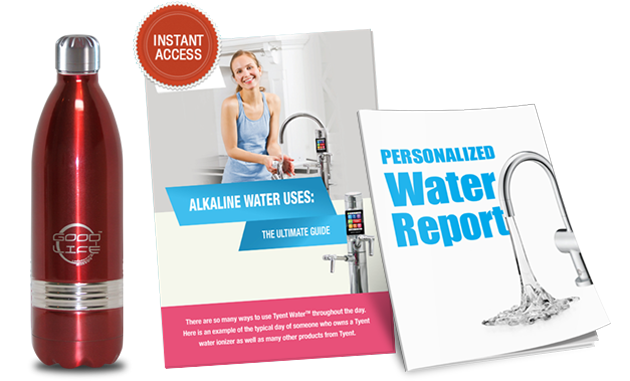 GOOD
LIFE
INSTANT
ACCESS
ALKALINE WATER USES:
THE ULTIMATE GUIDE
There are so many ways to use Tyent Water™ throughout the day.
Here is an example of the typical day of someone who owns a Tyent
water ionizer as well as many other products from Tyent.
PERSONALIZED
Water
Report